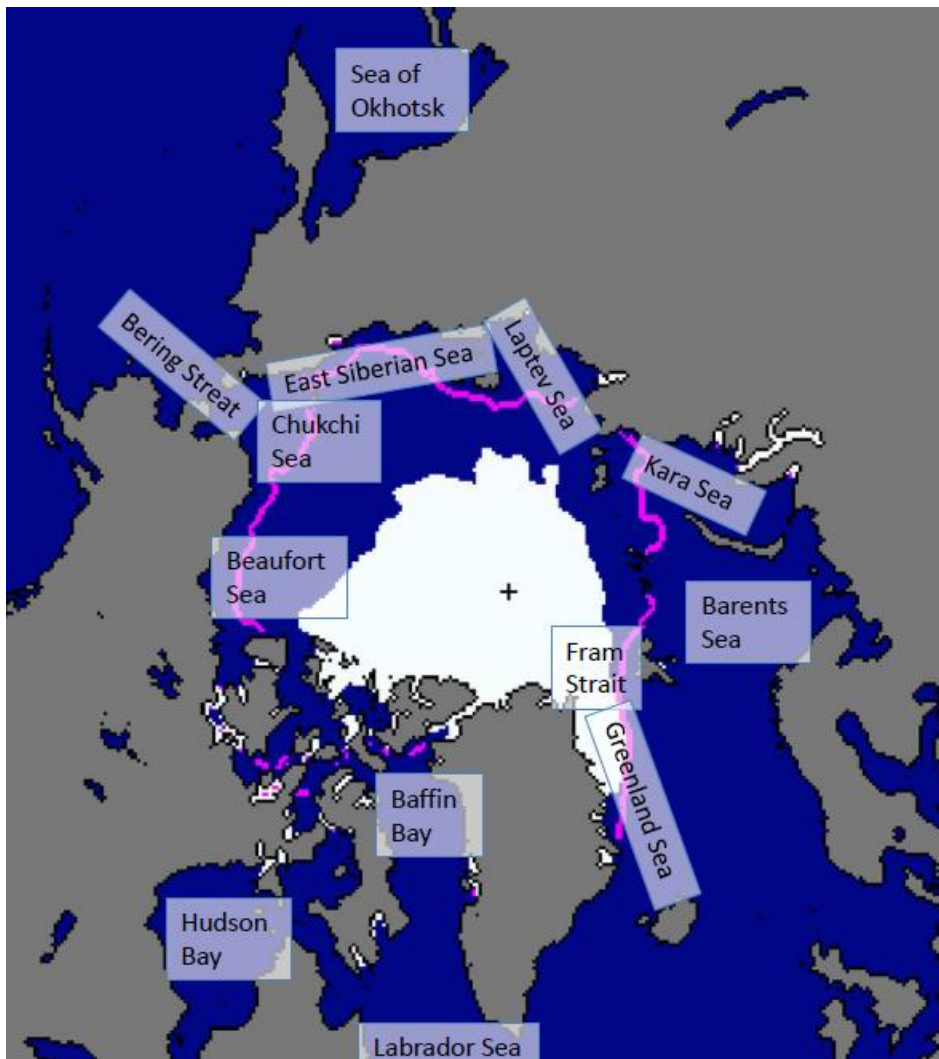 Sea of
Okhotsk
Bering Streat
East Siberian Sea
Laptev Sea
Chukchi
Sea
Kara Sea
Beaufort
Sea
Barents
Sea
Fram
Strait
Greenland Sea
Baffin
Bay
Hudson
Bay
Labrador Sea